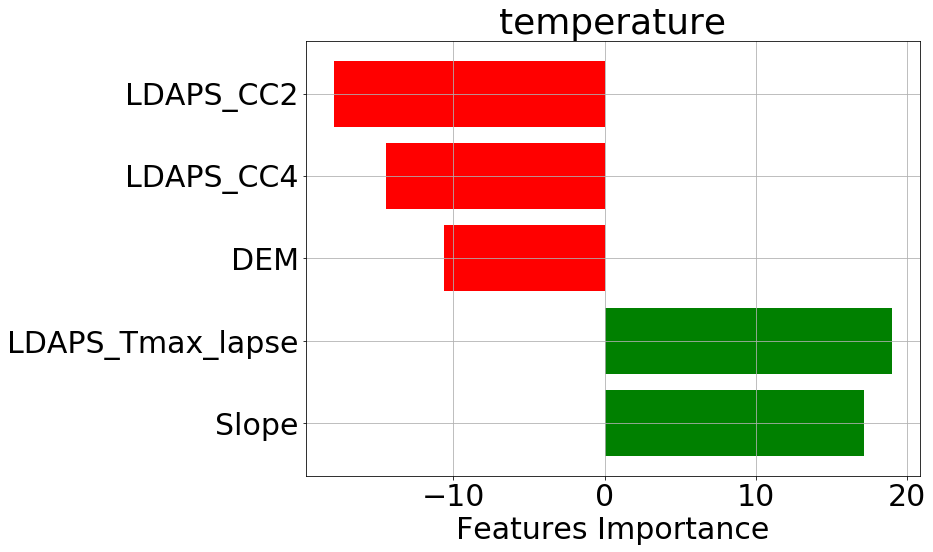 temperature
LDAPS_CC2
LDAPS_CC4
DEM
LDAPS_Tmax_lapse
Slope
−10 0 10 20
Features Importance